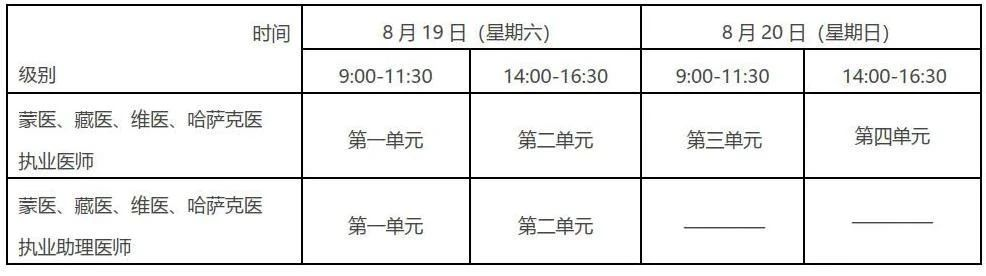 时间
8 月 19 日（星期六）
8 月 20 日（星期日）
级别
9:00-11:30
14:00-16:30
9:00-11:30
14:00-16:30
蒙医、藏医、维医、哈萨克医
执业医师
第一单元
第二单元
第三单元
第四单元
蒙医、藏医、维医、哈萨克医
执业助理医师
第一单元
第二单元
————
————